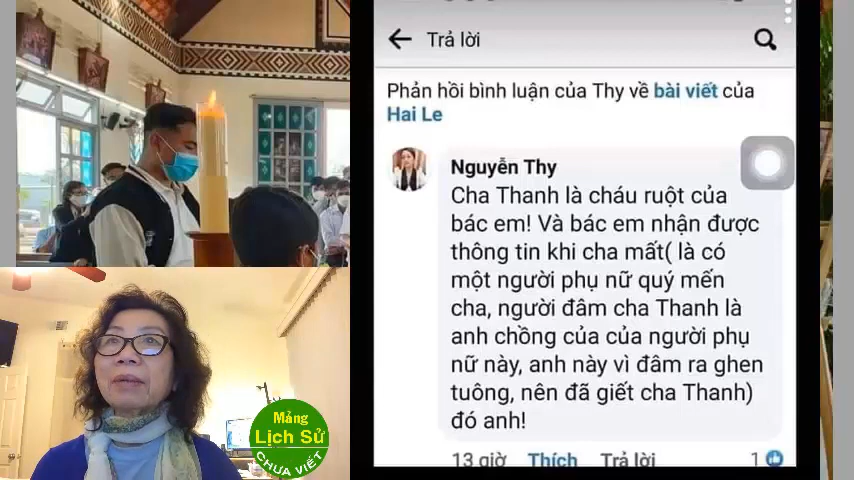 Trả lời
Phản hồi bình luận của Thy về bài viết của
Hai Le
Nguyễn Thy
Cha Thanh là cháu ruột của
bác em! Và bác em nhận được
thông tin khi cha mất( là có
một người phụ nữ quý mến
cha, người đâm cha Thanh là
anh chồng của của người phụ
nữ này, anh này vì đâm ra ghen
tuông, nên đã giết cha Thanh)
đó anh!
13 giờ Thích Trả lời 1
Mảng
Lịch Sử
CHƯA VIẾT